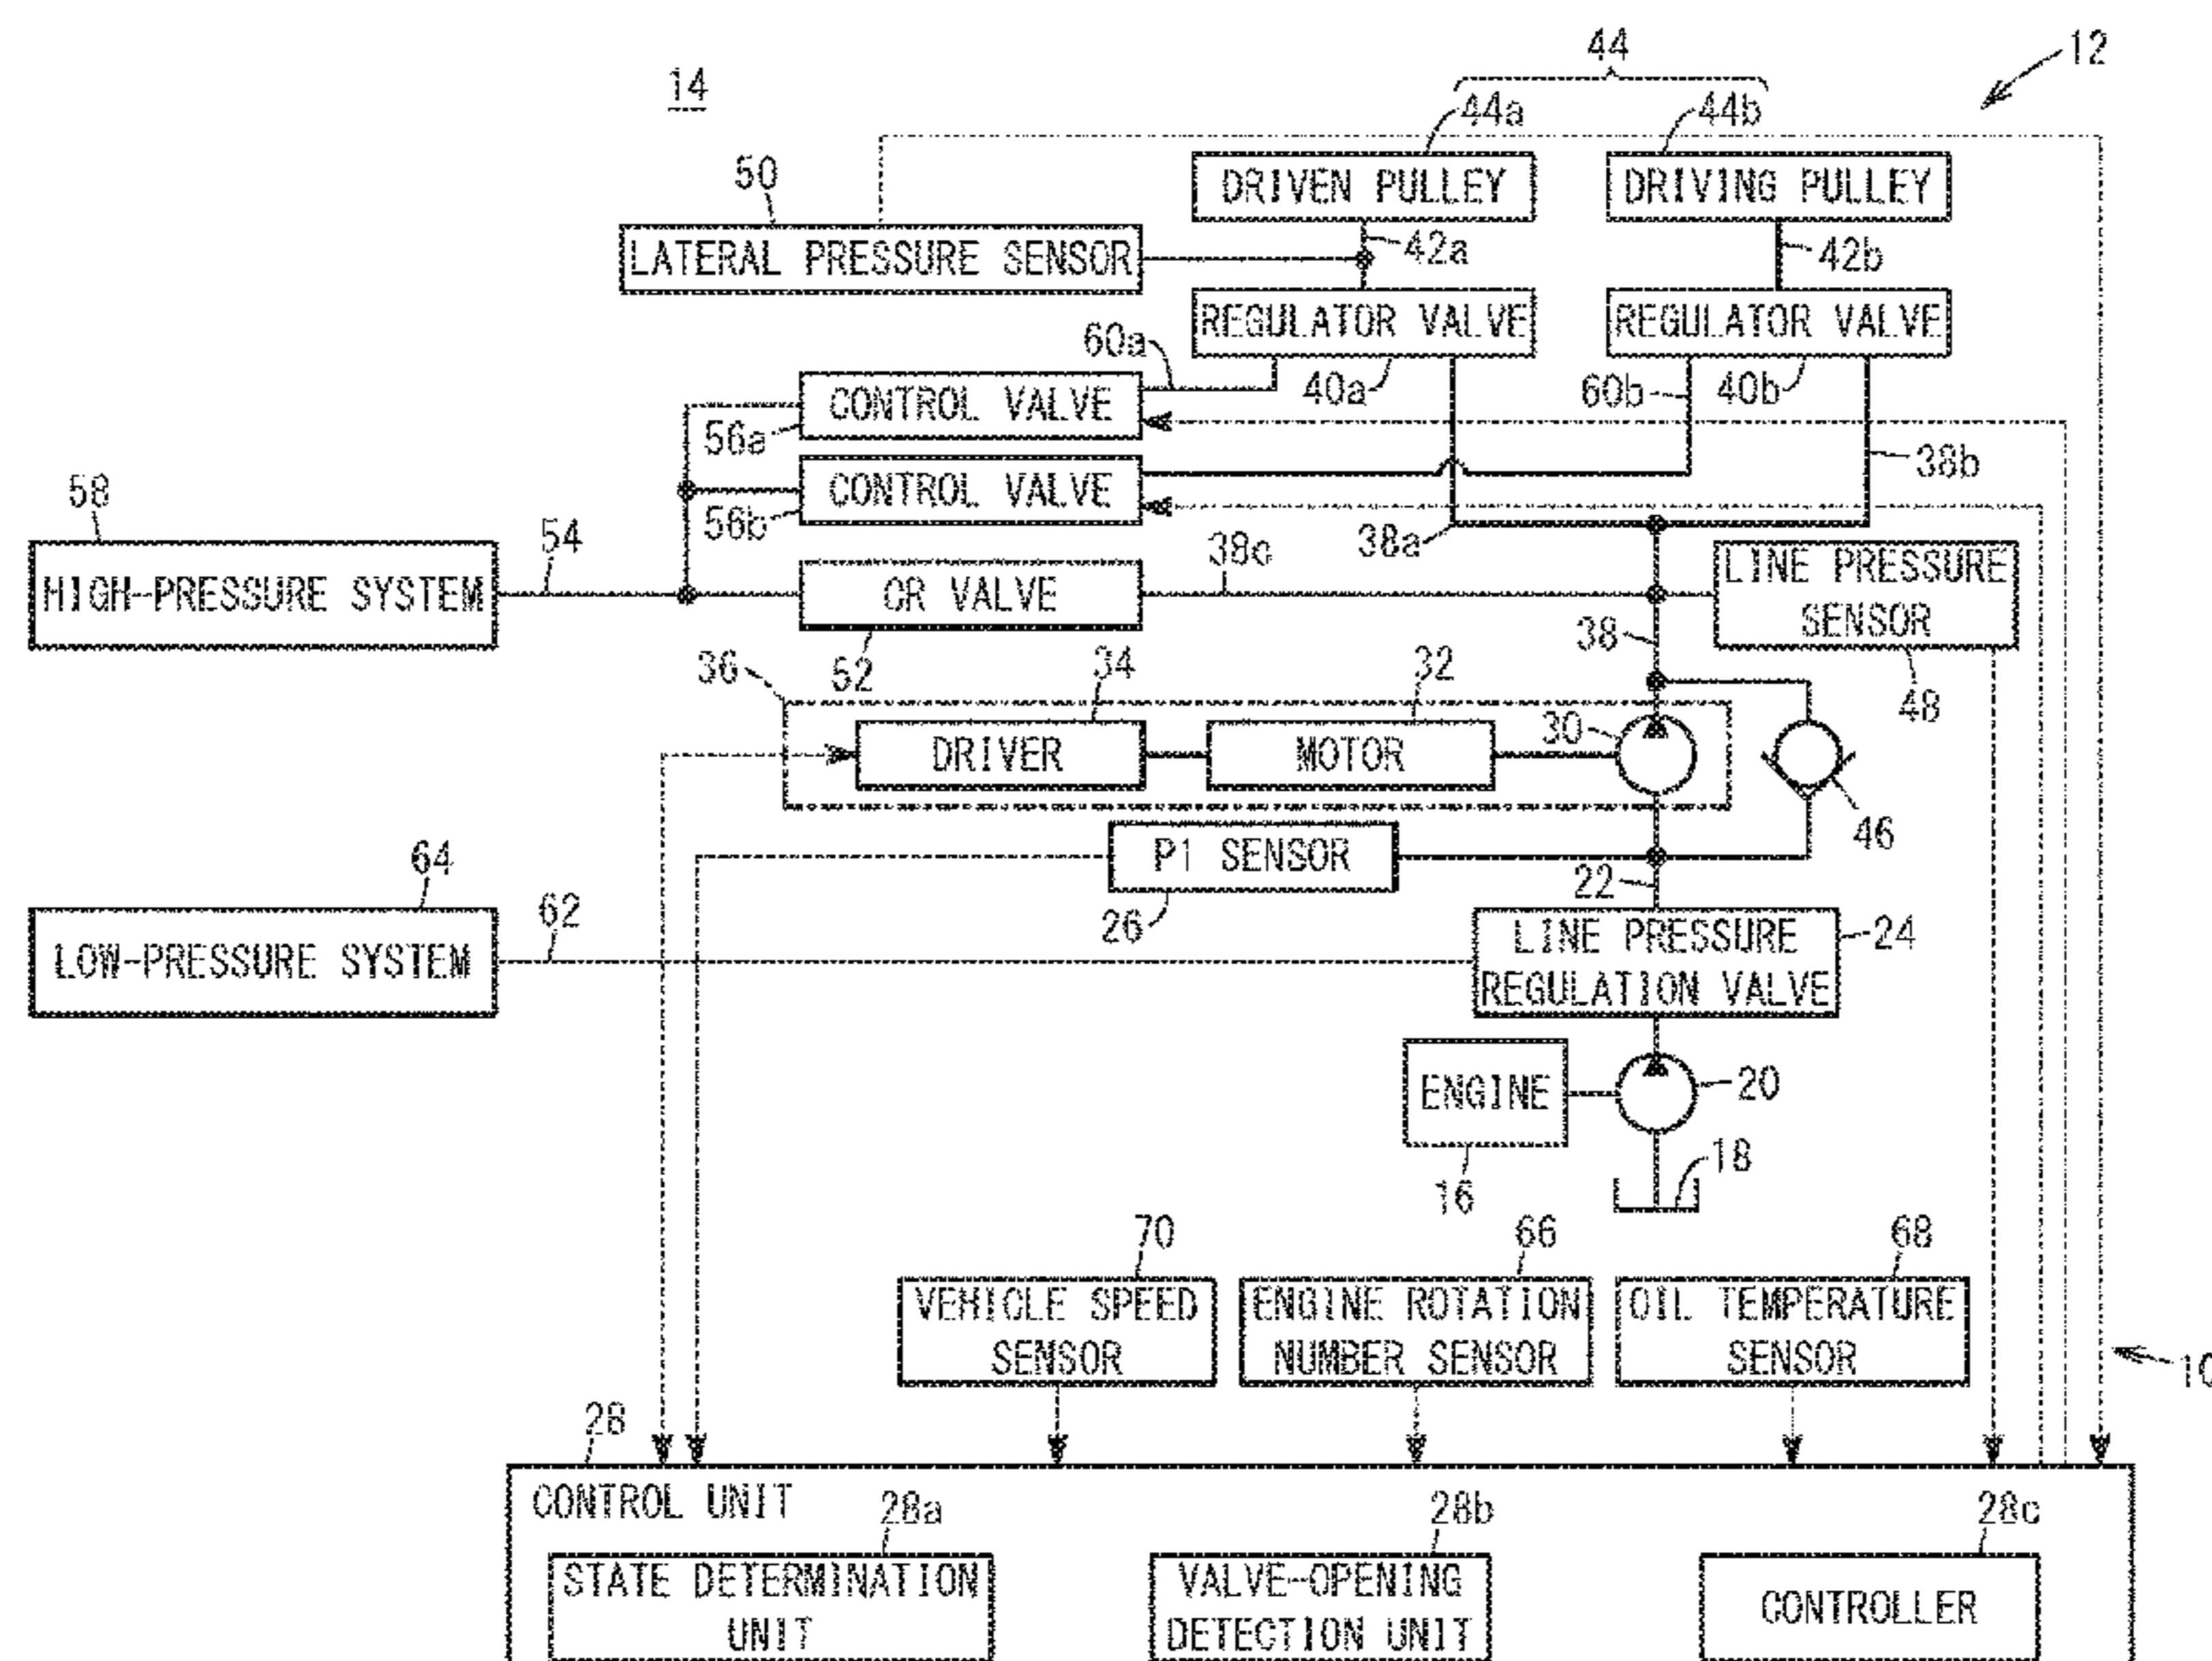 44
12
14
44a
44b
50
DRIVEN PULLEY
DRIVING PULLEY
LATERAL PRESSURE SENSOR
42a
42b
REGULATOR VALVE
REGULATOR VALVE
60a
40a
60b
40b
CONTROL VALVE
56a
38b
58
CONTROL VALVE
56b
54
38c
38a
HIGH-PRESSURE SYSTEM
CR VALVE
LINE PRESSURE
SENSOR
38
36
52
34
32
48
30
DRIVER
MOTOR
46
64
P1 SENSOR
22
62
26
LOW-PRESSURE SYSTEM
LINE PRESSURE
REGULATION VALVE
24
ENGINE
20
18
16
70
66
68
VEHICLE SPEED
SENSOR
ENGINE ROTATION
NUMBER SENSOR
OIL TEMPERATURE
SENSOR
10
28
CONTROL UNIT
28a
28b
28c
STATE DETERMINATION
UNIT
VALVE-OPENING
DETECTION UNIT
CONTROLLER